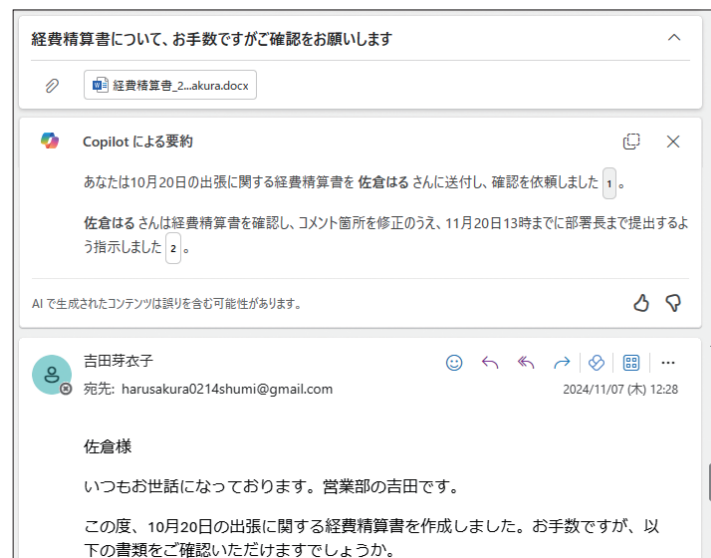 経費精算書について、お手数ですがご確認をお願いします
経費精算書_2...akura.docx
Copilot による要約
あなたは10月20日の出張に関する経費精算書を 佐倉はる さんに送付し、確認を依頼しました 1 。
佐倉はる さんは経費精算書を確認し、コメント箇所を修正のうえ、11月20日13時までに部署長まで提出するよ
う指示しました 2 。
AI で生成されたコンテンツは誤りを含む可能性があります。
吉田芽衣子
宛先: harusakura0214shumi@gmail.com
2024/11/07 (木) 12:28
佐倉様
いつもお世話になっております。営業部の吉田です。
この度、10月20日の出張に関する経費精算書を作成しました。お手数ですが、以
下の書類をご確認いただけますでしょうか。